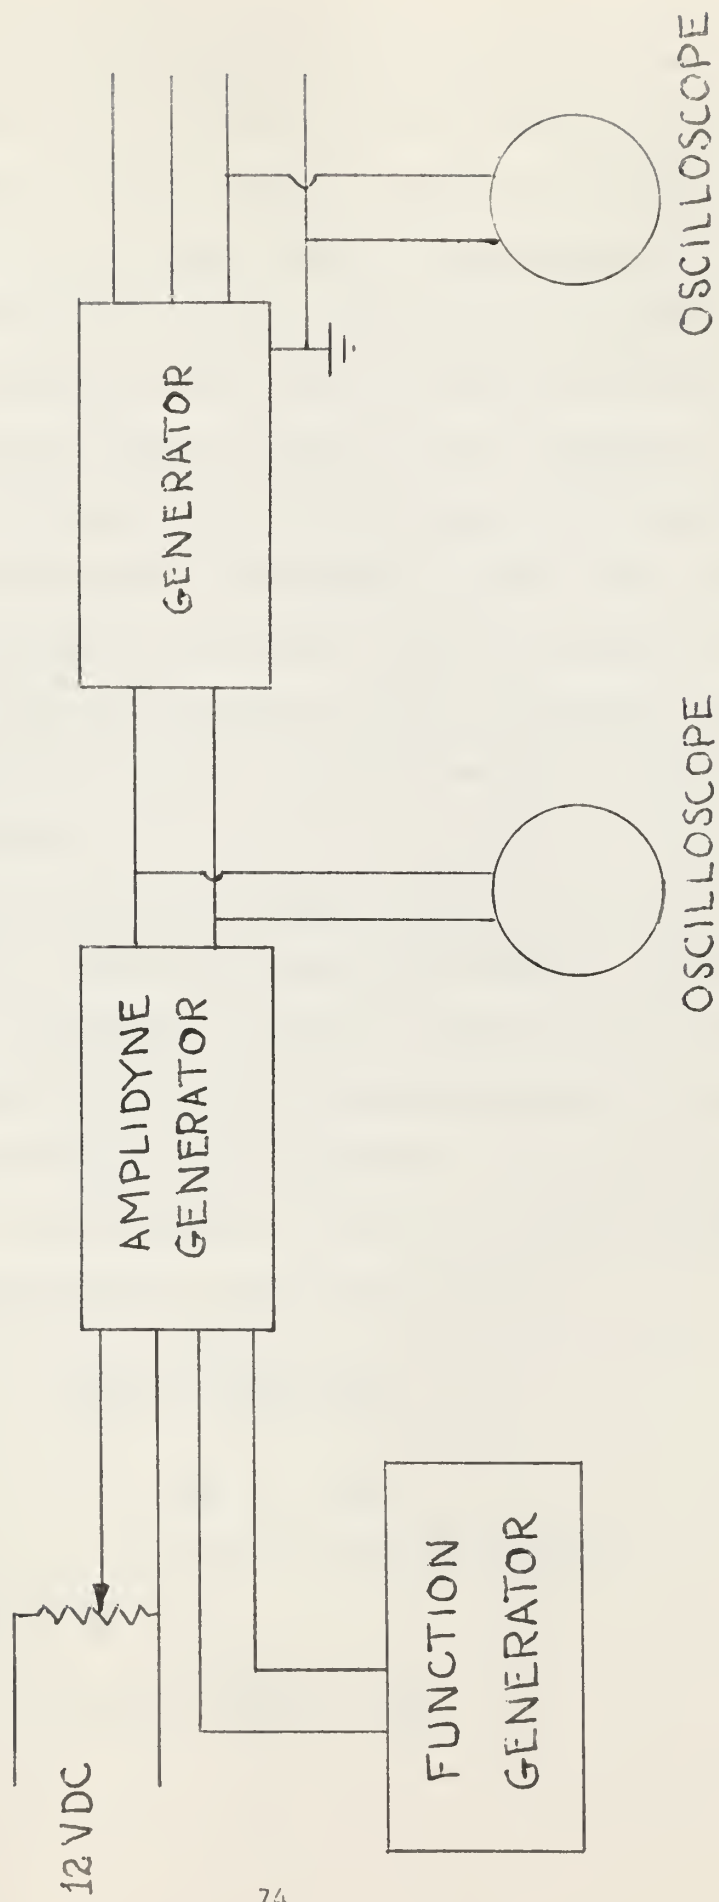 12 VDC
AMPLIDYNE
GENERATOR
GENERATOR
FUNCTION
GENERATOR
OSCILLOSCOPE
OSCILLOSCOPE
74